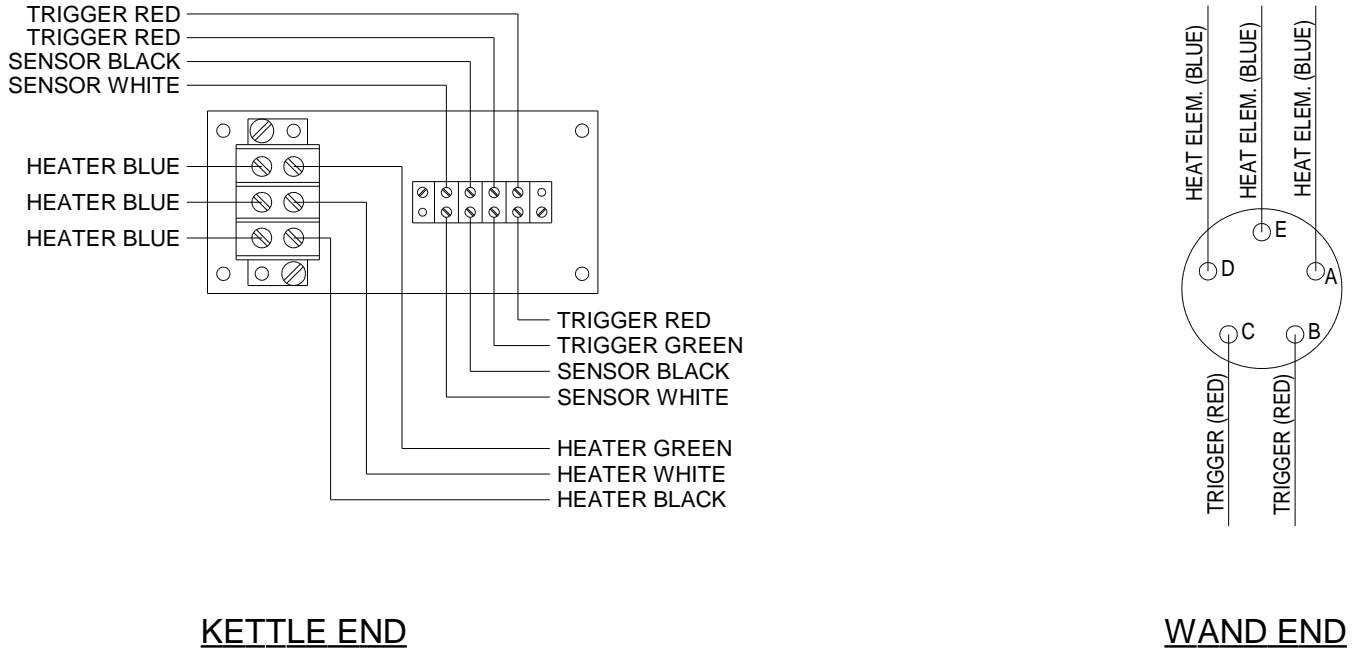 TRIGGER RED
TRIGGER RED
SENSOR BLACK
SENSOR WHITE
HEATER BLUE
HEATER BLUE
HEATER BLUE
TRIGGER RED
TRIGGER GREEN
SENSOR BLACK
SENSOR WHITE
HEATER GREEN
HEATER WHITE
HEATER BLACK
KETTLE END
HEAT ELEM. (BLUE)
HEAT ELEM. (BLUE)
HEAT ELEM. (BLUE)
E
D
A
C
B
TRIGGER (RED)
TRIGGER (RED)
WAND END